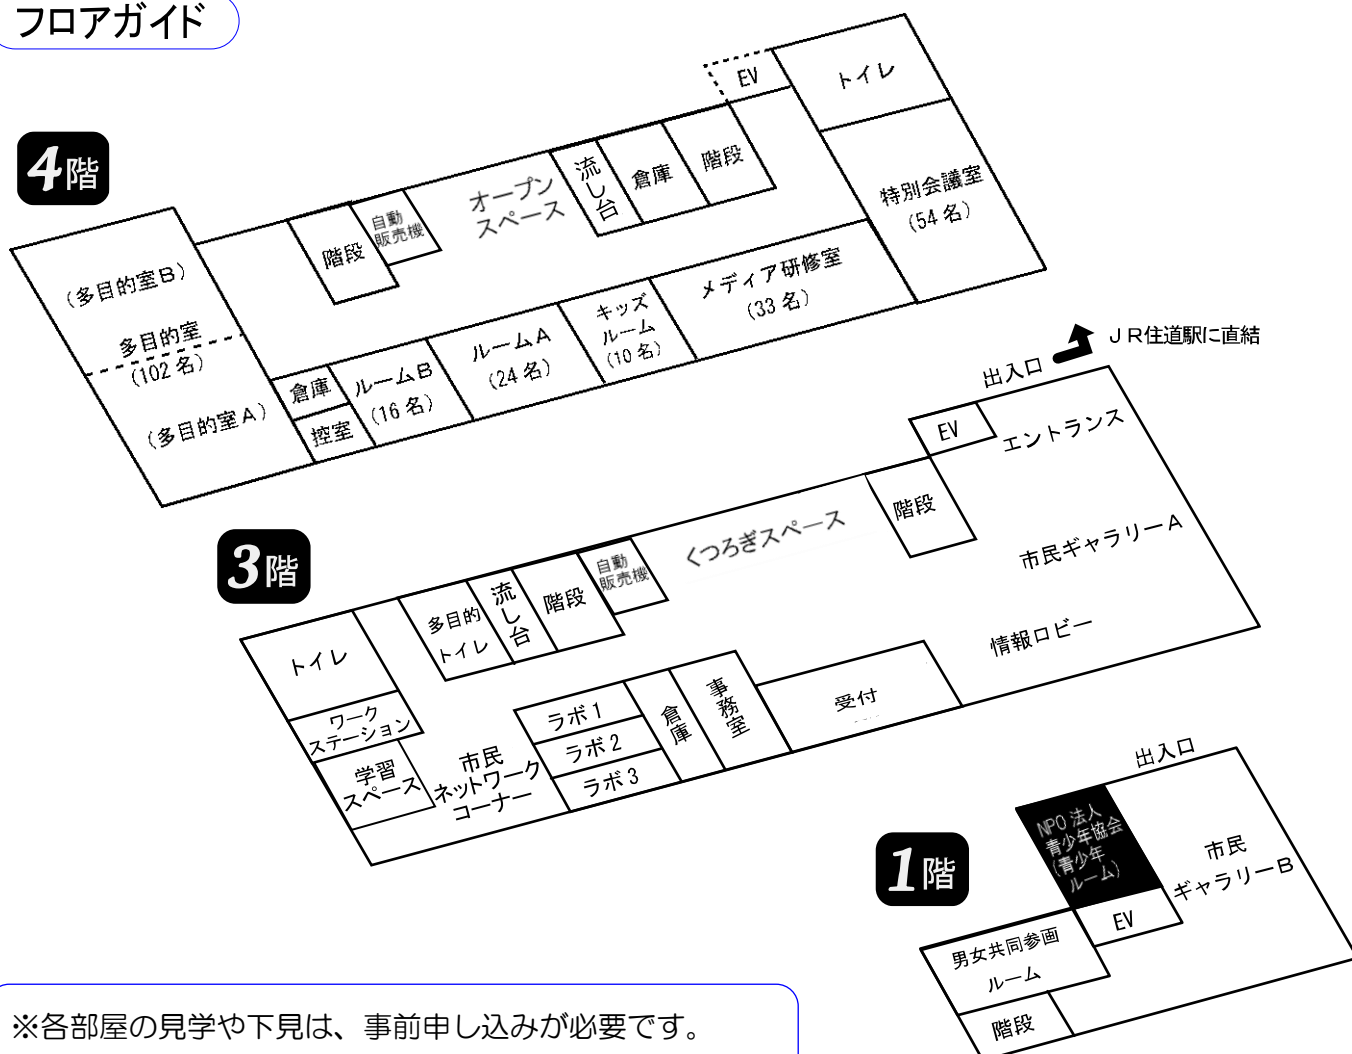 フロアガイド
4階
EV
トイレ
階段
倉庫
流し台
オープン
スペース
自動
販売機
階段
特別会議室
(54 名)
メディア研修室
(33 名)
キッズ
ルーム
(10 名)
ルームA
(24 名)
ルームB
(16 名)
倉庫
控室
(多目的室B)
多目的室
(102 名)
(多目的室A)
JR住道駅に直結
出入口
3階
EV
エントランス
階段
くつろぎスペース
市民ギャラリーA
情報ロビー
自動
販売機
階段
流し台
多目的
トイレ
トイレ
ワーク
ステーション
学習
スペース
市民
ネットワーク
コーナー
ラボ1
ラボ2
ラボ3
倉庫
事務室
受付
1階
出入口
NPO法人
青少年協会
(青少年
ルーム)
市民
ギャラリーB
EV
男女共同参画
ルーム
階段
※各部屋の見学や下見は、事前申し込みが必要です。